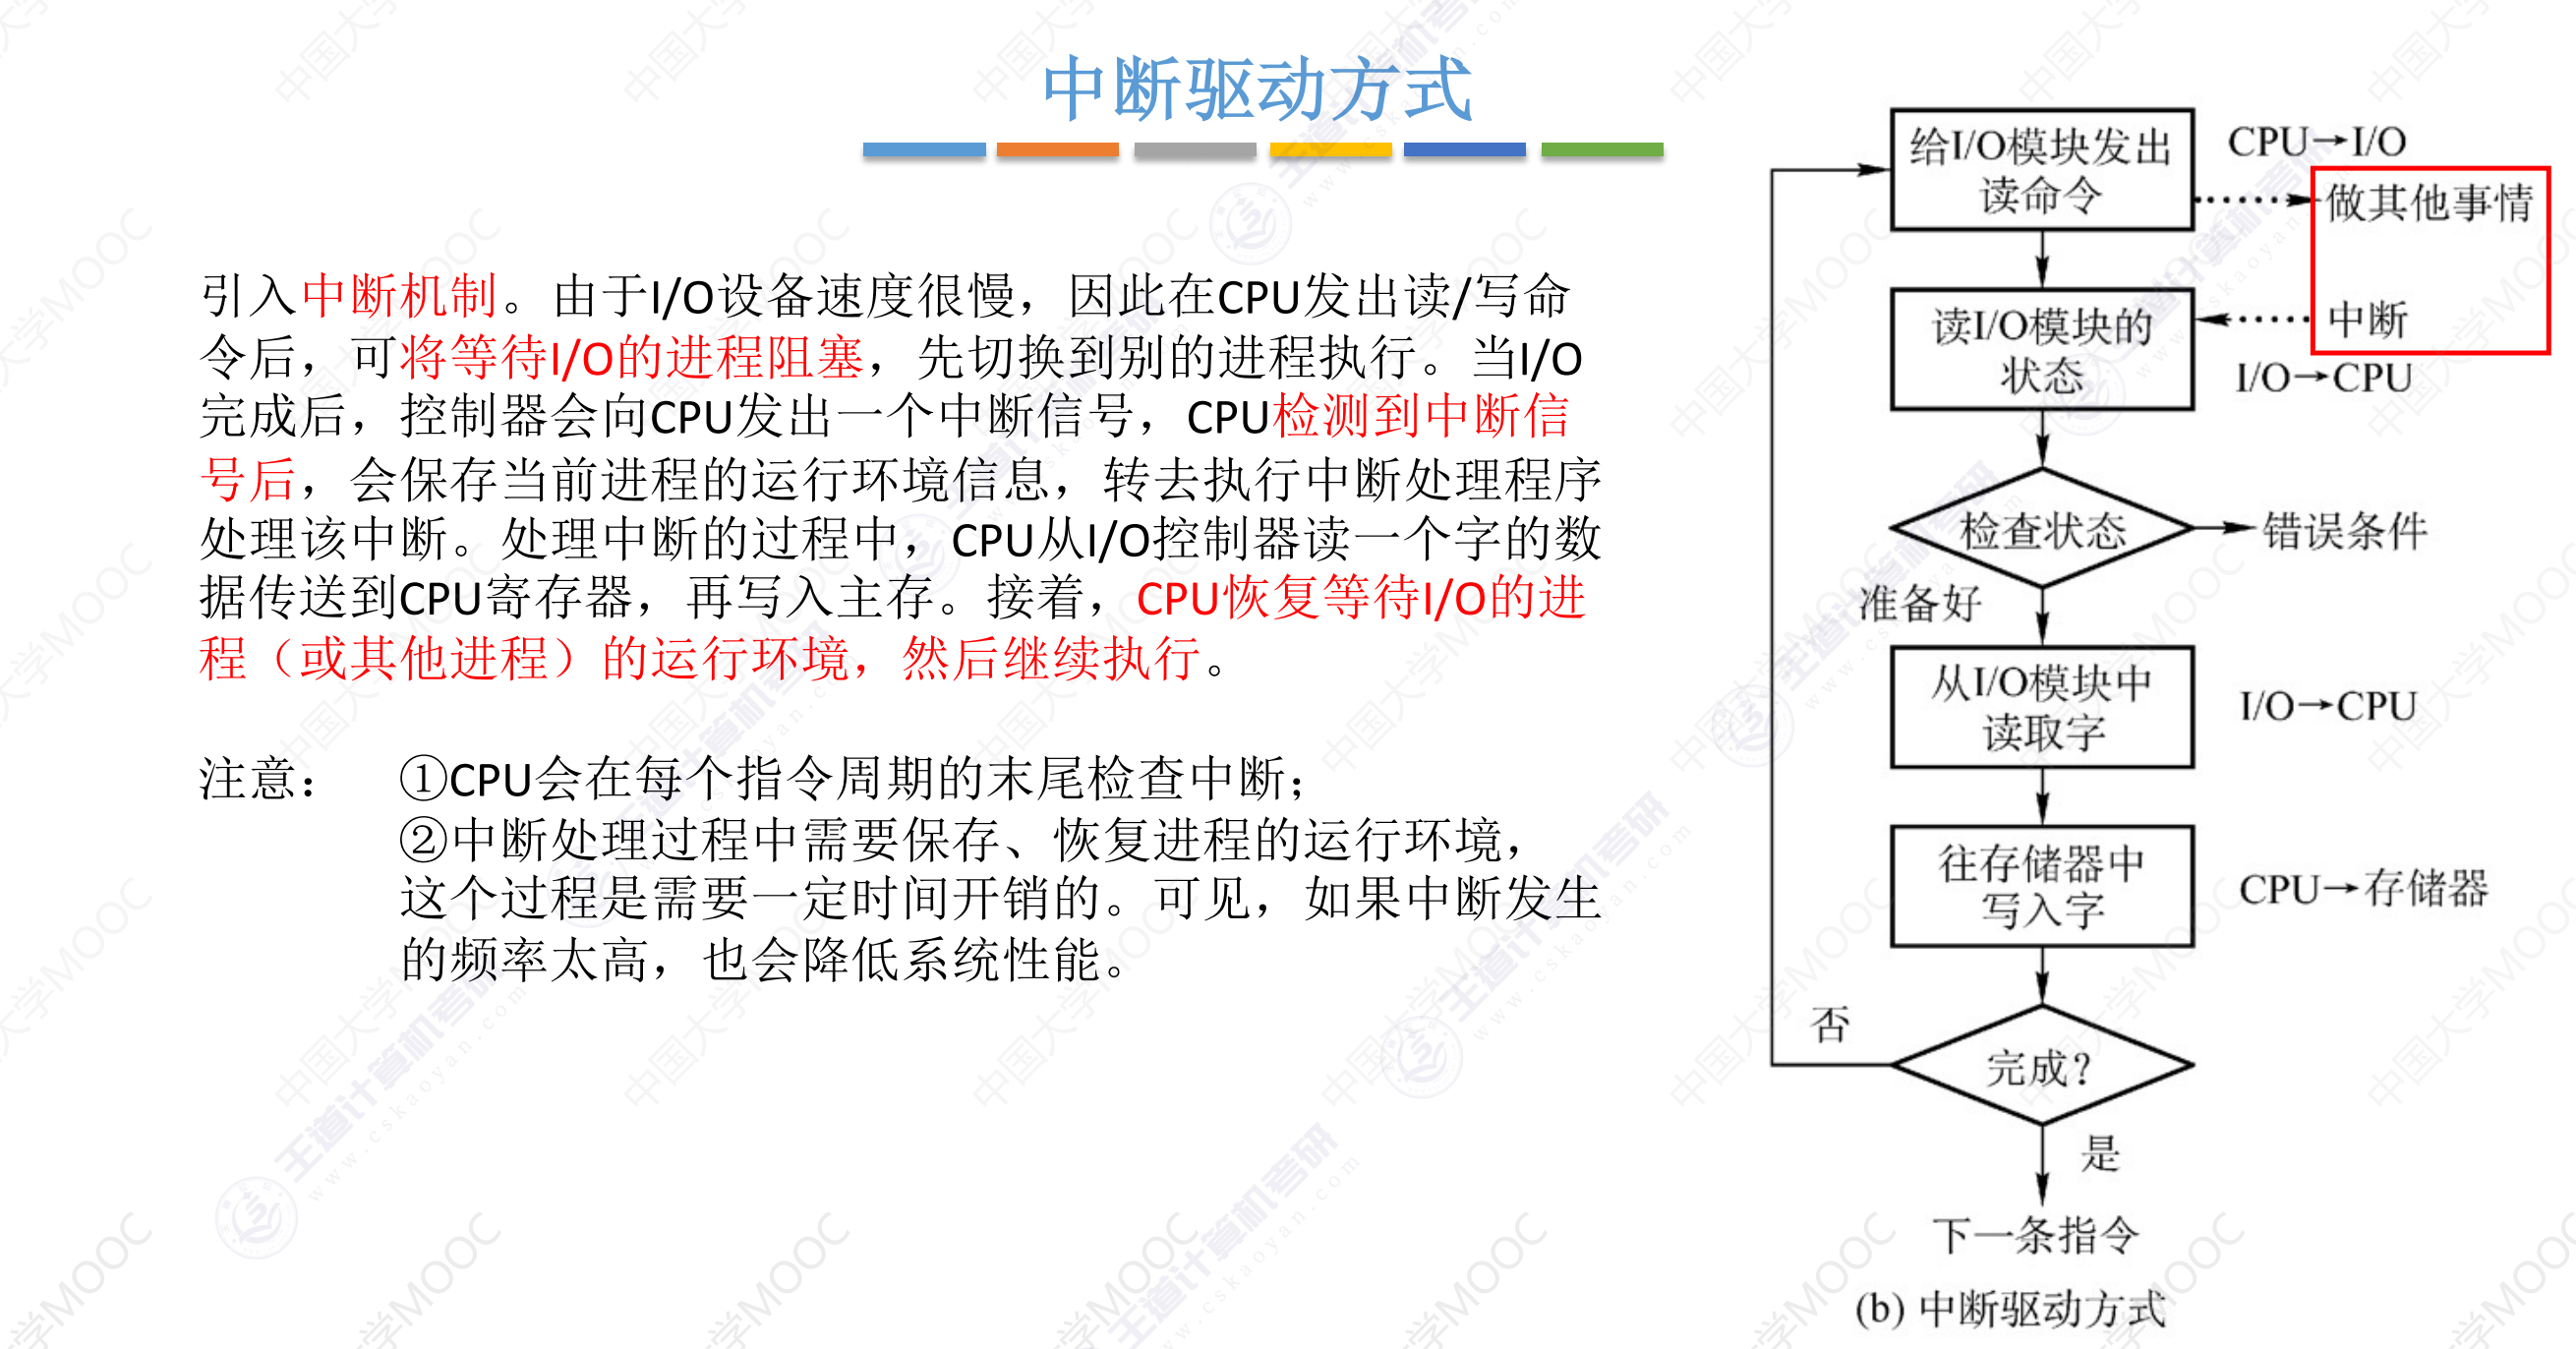 中断驱动方式
引入中断机制。由于I/O设备速度很慢，因此在CPU发出读/写命
令后，可将等待I/O的进程阻塞，先切换到别的进程执行。当I/O
完成后，控制器会向CPU发出一个中断信号，CPU检测到中断信
号后，会保存当前进程的运行环境信息，转去执行中断处理程序
处理该中断。处理中断的过程中，CPU从I/O控制器读一个字的数
据传送到CPU寄存器，再写入主存。接着，CPU恢复等待I/O的进
程（或其他进程）的运行环境，然后继续执行。
注意： ①CPU会在每个指令周期的末尾检查中断；
②中断处理过程中需要保存、恢复进程的运行环境，
这个过程是需要一定时间开销的。可见，如果中断发生
的频率太高，也会降低系统性能。
给I/O模块发出
读命令
CPU→I/O
做其他事情
读I/O模块的
状态
中断
I/O→CPU
检查状态
错误条件
准备好
从I/O模块中
读取字
I/O→CPU
往存储器中
写入字
CPU→存储器
否
完成？
是
下一条指令
(b) 中断驱动方式
中国大学MOOC
王道计算机考研
www.cskaoyan.com